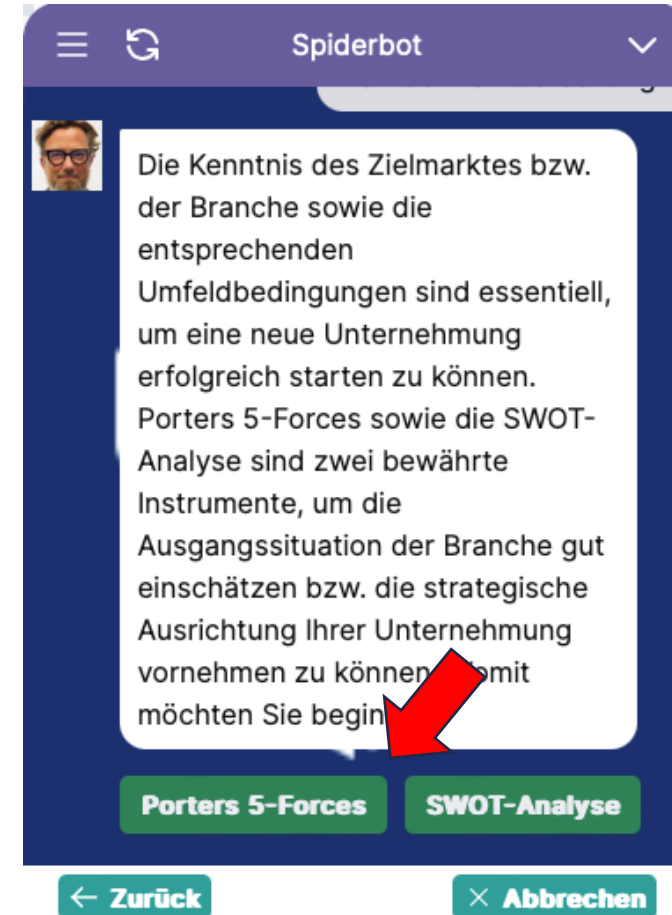 Spiderbot
Die Kenntnis des Zielmarktes bzw.
der Branche sowie die
entsprechenden
Umfeldbedingungen sind essentiell,
um eine neue Unternehmung
erfolgreich starten zu können.
Porters 5-Forces sowie die SWOT-
Analyse sind zwei bewährte
Instrumente, um die
Ausgangssituation der Branche gut
einschätzen bzw. die strategische
Ausrichtung Ihrer Unternehmung
vornehmen zu können
möchten Sie
Porters 5-Forces SWOT-Analyse
← Zurück × Abbrechen